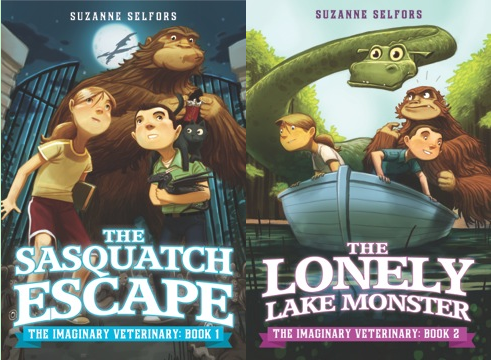 SUZANNE SELFORS
THE
SASQUATCH
ESCAPE
THE IMAGINARY VETERINARY: BOOK 1
SUZANNE SELFORS
THE
LONELY
LAKE MONSTER
THE IMAGINARY VETERINARY: BOOK 2